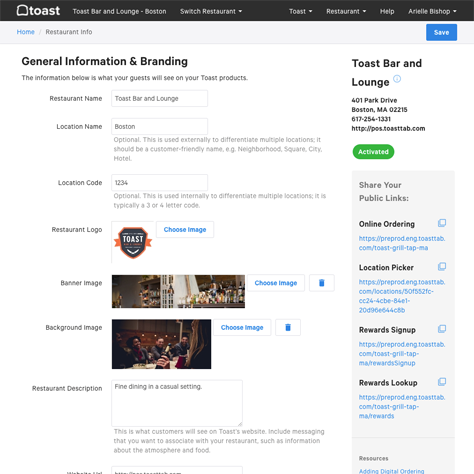 toast
Toast Bar and Lounge - Boston
Switch Restaurant
Toast
Restaurant
Help
Arielle Bishop
Home / Restaurant Info
Save
General Information & Branding
The information below is what your guests will see on your Toast products.
Restaurant Name
Toast Bar and Lounge
Location Name
Boston
Optional. This is used externally to differentiate multiple locations; it
should be a customer-friendly name, e.g. Neighborhood, Square, City,
Hotel.
Location Code
1234
Optional. This is used internally to differentiate multiple locations; it is
typically a 3 or 4 letter code.
Restaurant Logo
TOAST
Choose Image
Banner Image
Choose Image
Background Image
Choose Image
Restaurant Description
Fine dining in a casual setting.
This is what customers will see on Toast's website. Include messaging
that you want to associate with your restaurant, such as information
about the atmosphere and food.
Toast Bar and
Lounge
401 Park Drive
Boston, MA 02215
617-254-1331
http://pos.toasttab.com
Activated
Share Your
Public Links:
Online Ordering
https://preprod.eng.toasttab.
com/toast-grill-tap-
ma
Location Picker
https://preprod.eng.toasttab.
com/locations/50f552fc-
cc24-4cbe-84e1-
20d96e644c8b
Rewards Signup
https://preprod.eng.toasttab.
com/toast-grill-tap-
ma/rewardsSignup
Rewards Lookup
https://preprod.eng.toasttab.
com/toast-grill-tap-
ma/rewards
Resources
Adding Digital Ordering